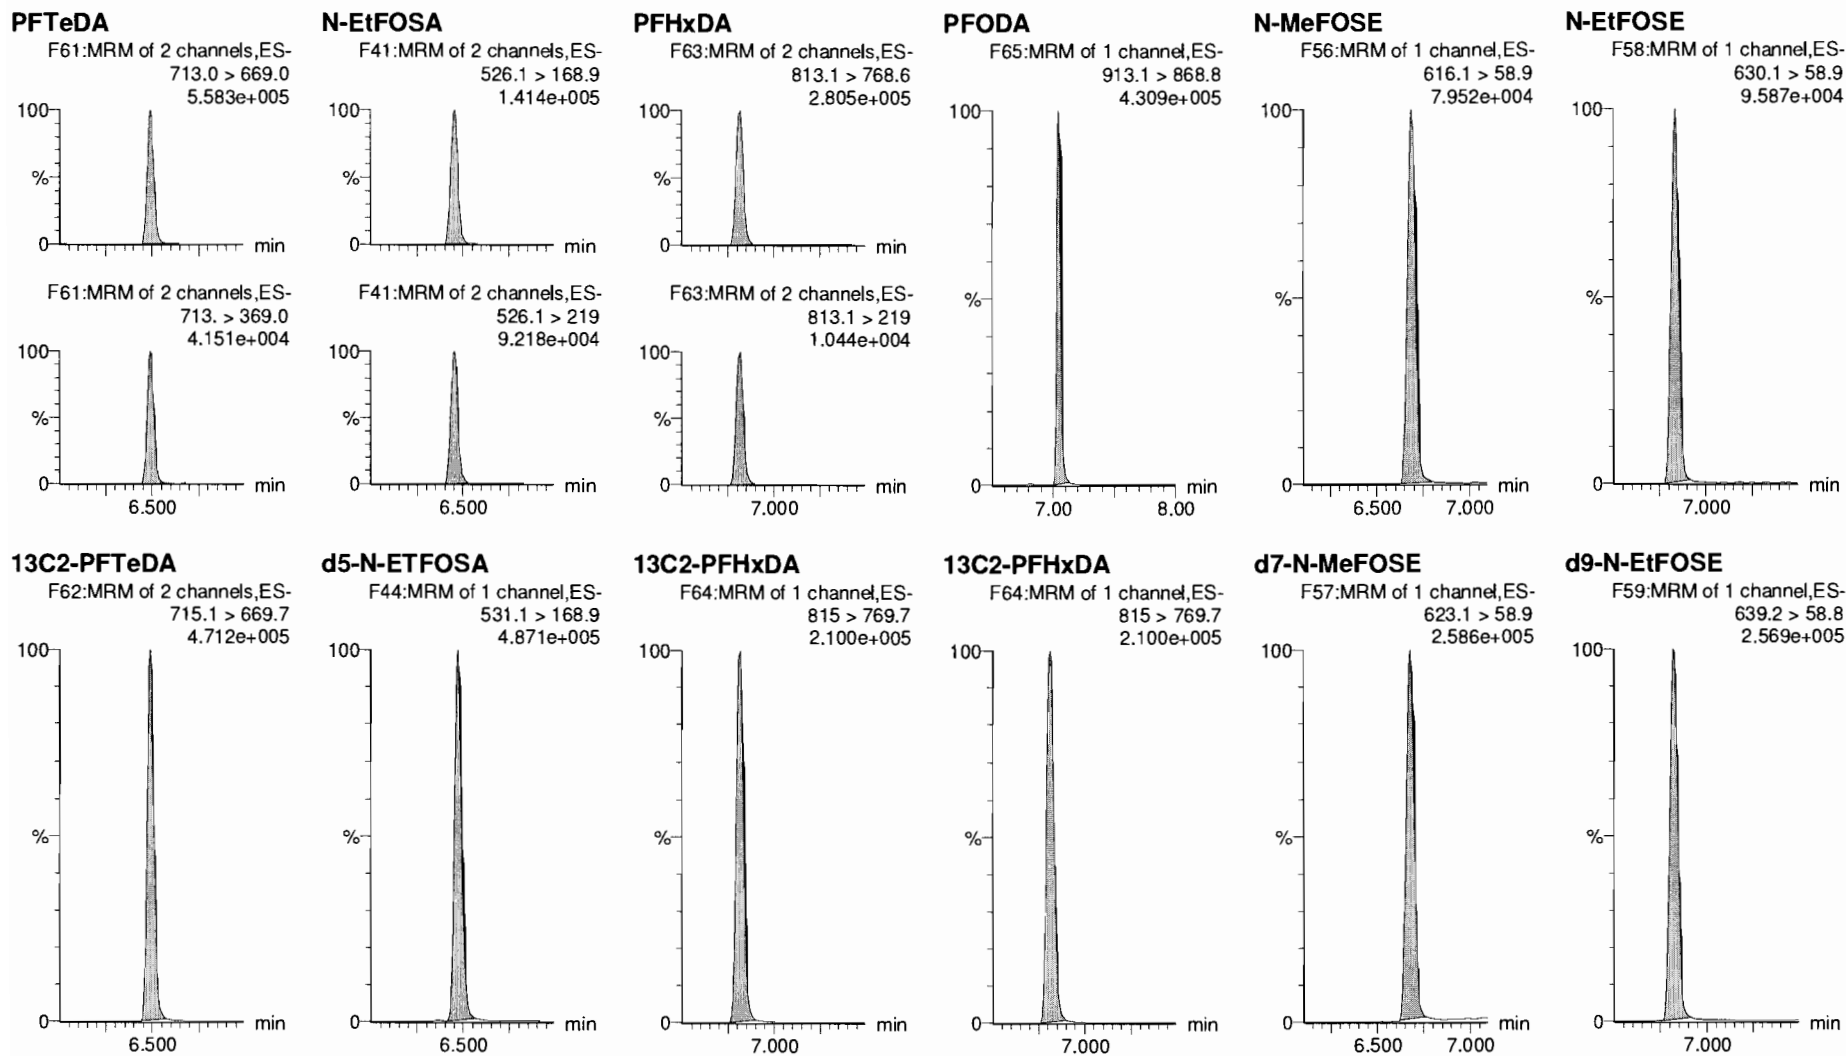 PFTeDA
F61:MRM of 2 channels,ES-
713.0 > 669.0
5.583e+005
100
%
0
min
F61:MRM of 2 channels,ES-
713. > 369.0
4.151e+004
100
%
0
min
6.500
N-EtFOSA
F41:MRM of 2 channels,ES-
526.1 > 168.9
1.414e+005
100
%
0
min
F41:MRM of 2 channels,ES-
526.1 > 219
9.218e+004
100
%
0
min
6.500
PFHxDA
F63:MRM of 2 channels,ES-
813.1 > 768.6
2.805e+005
100
%
0
min
F63:MRM of 2 channels,ES-
813.1 > 219
1.044e+004
100
%
0
min
7.000
PFODA
F65:MRM of 1 channel,ES-
913.1 > 868.8
4.309e+005
100
%
0
min
7.00 8.00
N-MeFOSE
F56:MRM of 1 channel,ES-
616.1 > 58.9
7.952e+004
100
%
0
min
6.500 7.000
N-EtFOSE
F58:MRM of 1 channel,ES-
630.1 > 58.9
9.587e+004
100
%
0
min
7.000
13C2-PFTeDA
F62:MRM of 2 channels,ES-
715.1 > 669.7
4.712e+005
100
%
0
min
6.500
d5-N-ETFOSA
F44:MRM of 1 channel,ES-
531.1 > 168.9
4.871e+005
100
%
0
min
6.500
13C2-PFHxDA
F64:MRM of 1 channel,ES-
815 > 769.7
2.100e+005
100
%
0
min
7.000
13C2-PFHxDA
F64:MRM of 1 channel,ES-
815 > 769.7
2.100e+005
100
%
0
min
7.000
d7-N-MeFOSE
F57:MRM of 1 channel,ES-
623.1 > 58.9
2.586e+005
100
%
0
min
6.500 7.000
d9-N-EtFOSE
F59:MRM of 1 channel,ES-
639.2 > 58.8
2.569e+005
100
%
0
min
7.000